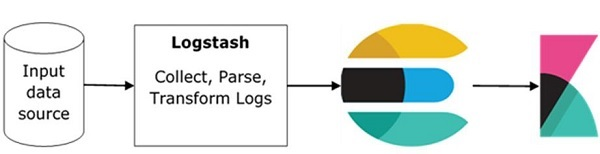 Input
data
source
Logstash
Collect, Parse,
Transform Logs